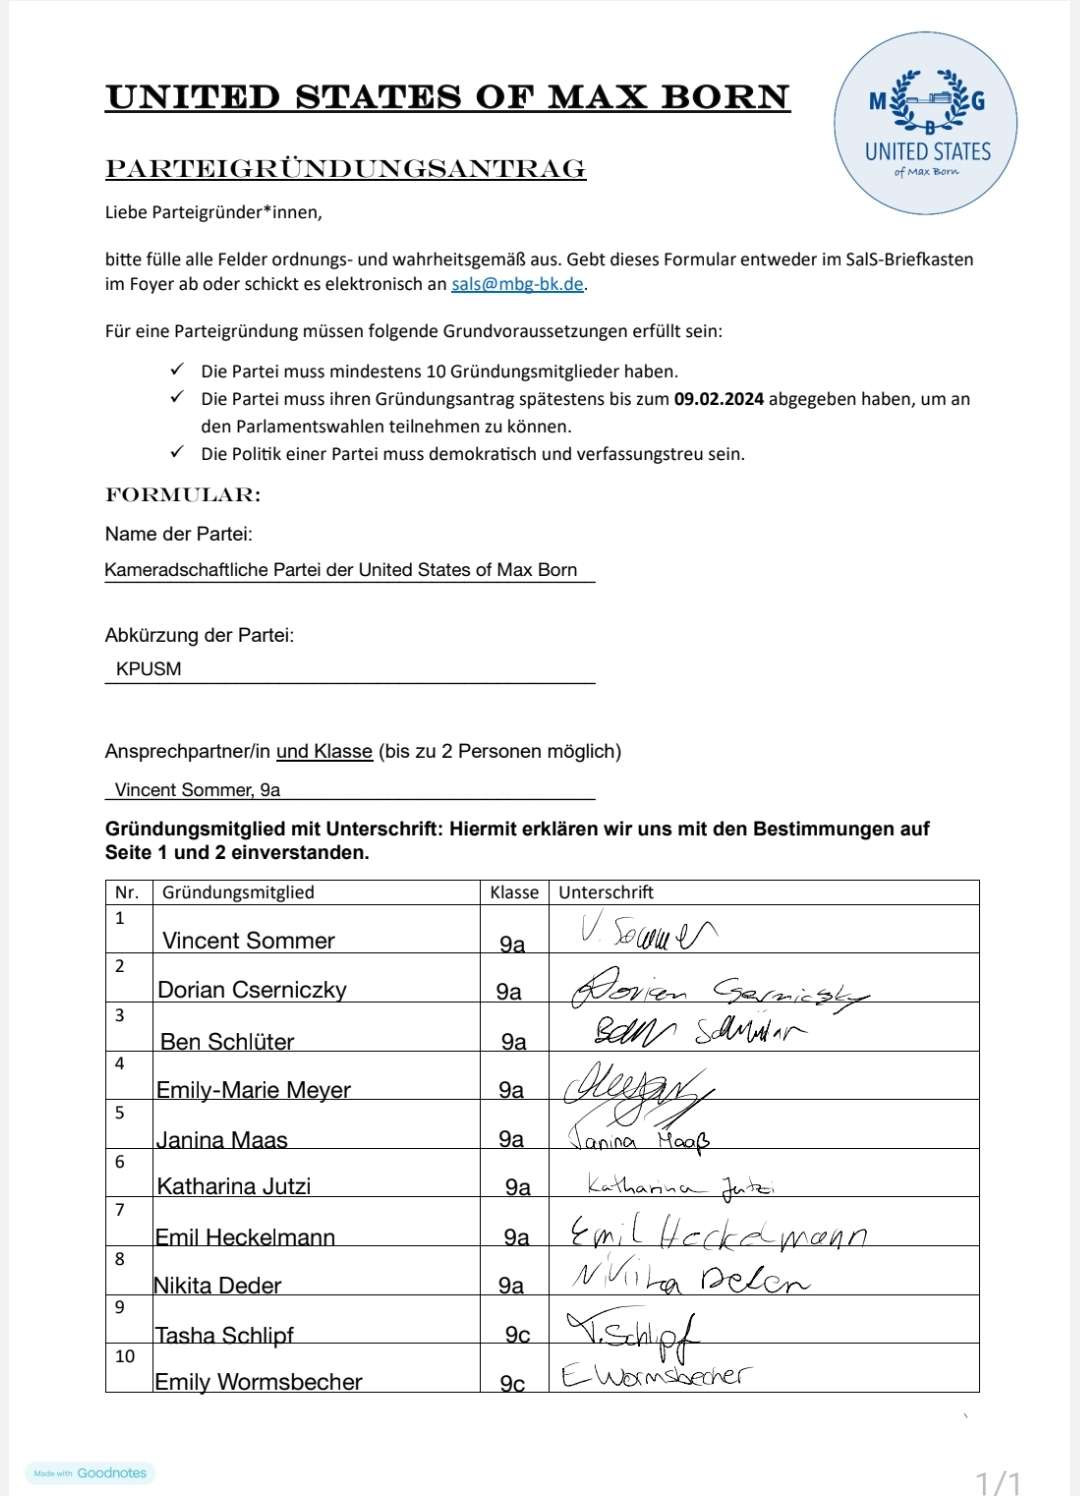 UNITED STATES OF MAX BORN
M G
B
UNITED STATES
of Max Born
PARTEIGRÜNDUNGSANTRAG
Liebe Parteigründer*innen,
bitte fülle alle Felder ordnungs- und wahrheitsgemäß aus. Gebt dieses Formular entweder im SalS-Briefkasten
im Foyer ab oder schickt es elektronisch an sals@mbg-bk.de.
Für eine Parteigründung müssen folgende Grundvoraussetzungen erfüllt sein:
✓ Die Partei muss mindestens 10 Gründungsmitglieder haben.
✓ Die Partei muss ihren Gründungsantrag spätestens bis zum 09.02.2024 abgegeben haben, um an
den Parlamentswahlen teilnehmen zu können.
✓ Die Politik einer Partei muss demokratisch und verfassungstreu sein.
FORMULAR:
Name der Partei:
Kameradschaftliche Partei der United States of Max Born
Abkürzung der Partei:
KPUSM
Ansprechpartner/in und Klasse (bis zu 2 Personen möglich)
Vincent Sommer, 9a
Gründungsmitglied mit Unterschrift: Hiermit erklären wir uns mit den Bestimmungen auf
Seite 1 und 2 einverstanden.
Nr. Gründungsmitglied Klasse Unterschrift
1 Vincent Sommer 9a V. Sommer
2 Dorian Cserniczky 9a Dorian Cserniczky
3 Ben Schlüter 9a Ben Schlüter
4 Emily-Marie Meyer 9a
5 Janina Maas 9a Janina Maaß
6 Katharina Jutzi 9a Katharina Jutzi
7 Emil Heckelmann 9a Emil Heckelmann
8 Nikita Deder 9a Nikita Deder
9 Tasha Schlipf 9c T. Schlipf
10 Emily Wormsbecher 9c E Wormsbecher
Made with Goodnotes
1/1